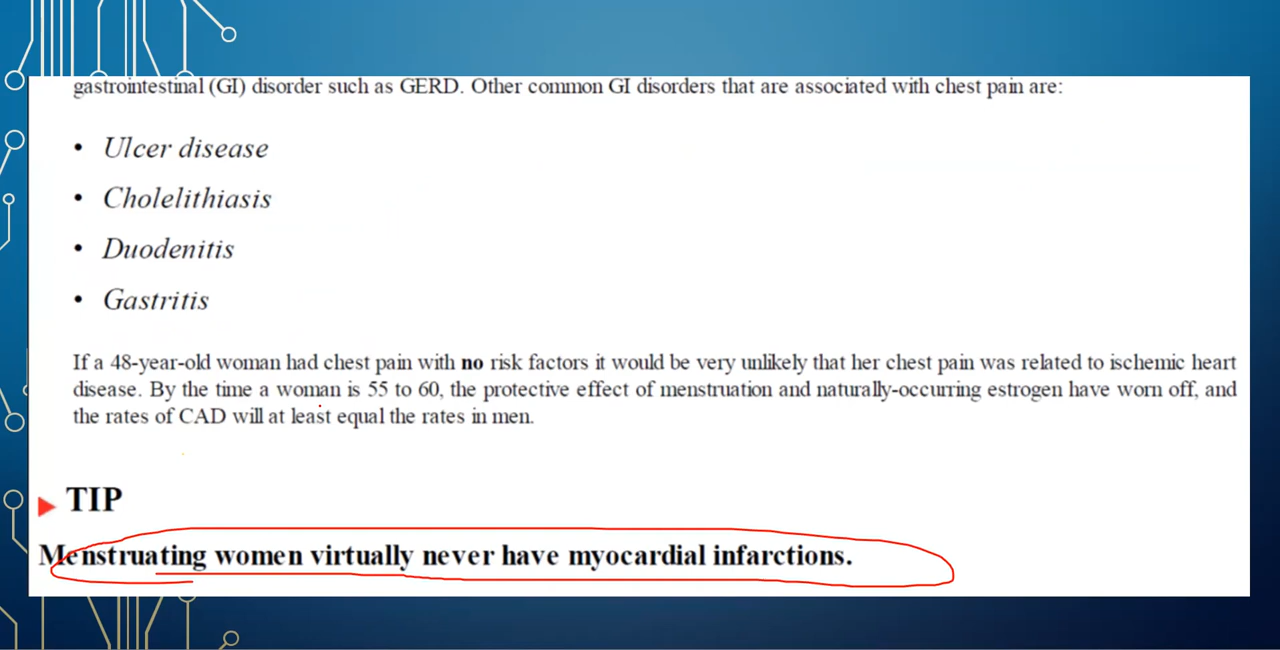 gastrointestinal (GI) disorder such as GERD. Other common GI disorders that are associated with chest pain are:
• Ulcer disease
• Cholelithiasis
• Duodenitis
• Gastritis
If a 48-year-old woman had chest pain with no risk factors it would be very unlikely that her chest pain was related to ischemic heart
disease. By the time a woman is 55 to 60, the protective effect of menstruation and naturally-occurring estrogen have worn off, and
the rates of CAD will at least equal the rates in men.
TIP
Menstruating women virtually never have myocardial infarctions.